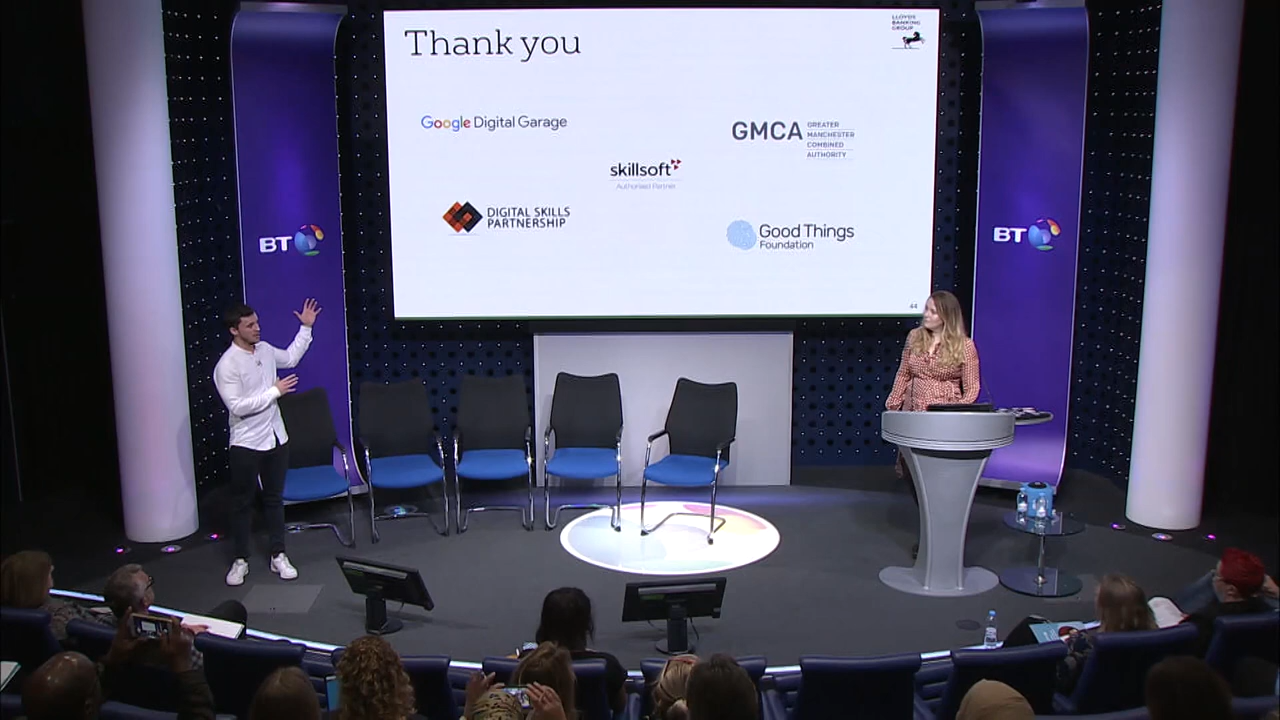 Thank you
LLOYDS
BANKING
GROUP
Google Digital Garage
GMCA
GREATER
MANCHESTER
COMBINED
AUTHORITY
skillsoft
Authorised Partner
DIGITAL SKILLS
PARTNERSHIP
Good Things
Foundation
44
BT
BT